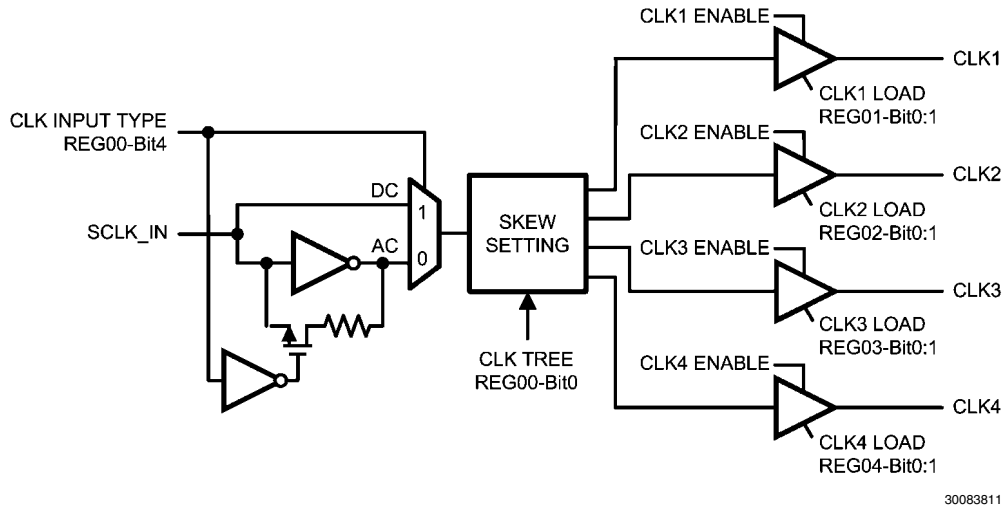 CLK1 ENABLE
CLK1
CLK1 LOAD
REG01-Bit0:1
CLK INPUT TYPE
REG00-Bit4
CLK2 ENABLE
CLK2
CLK2 LOAD
REG02-Bit0:1
DC
1
SCLK_IN
AC
0
SKEW
SETTING
CLK3 ENABLE
CLK3
CLK3 LOAD
REG03-Bit0:1
CLK TREE
REG00-Bit0
CLK4 ENABLE
CLK4
CLK4 LOAD
REG04-Bit0:1
30083811